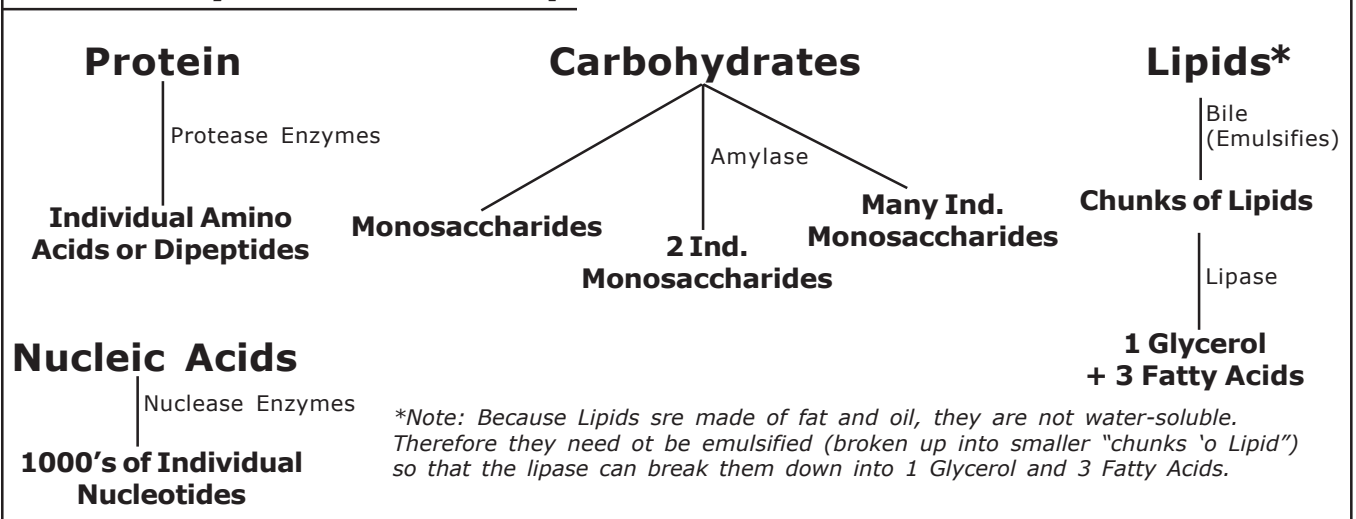 Protein
Protease Enzymes
Individual Amino
Acids or Dipeptides
Carbohydrates
Amylase
Monosaccharides
2 Ind.
Monosaccharides
Many Ind.
Monosaccharides
Lipids*
Bile
(Emulsifies)
Chunks of Lipids
Lipase
1 Glycerol
+ 3 Fatty Acids
Nucleic Acids
Nuclease Enzymes
1000's of Individual
Nucleotides
*Note: Because Lipids sre made of fat and oil, they are not water-soluble.
Therefore they need ot be emulsified (broken up into smaller “chunks ‘o Lipid”)
so that the lipase can break them down into 1 Glycerol and 3 Fatty Acids.